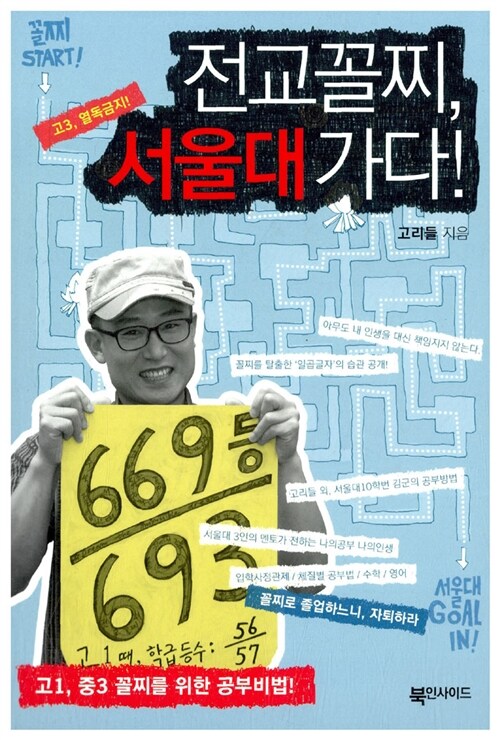 꼴찌
START!
전교꼴찌,
고3, 열독금지!
서울대 가다!
고리들 지음
아무도 내 인생을 대신 책임지지 않는다.
꼴찌를 탈출한 '일곱글자'의 습관 공개!
669등
693
고리들 외, 서울대10학번 김군의 공부방법
서울대 3인의 멘토가 전하는 나의공부 나의인생
입학사정관제 / 체질별 공부법 / 수학 / 영어
서울대
GOAL
IN!
꼴찌로 졸업하느니, 자퇴하라
고1때, 학급등수: 56/57
고1, 중3 꼴찌를 위한 공부비법!
북인사이드